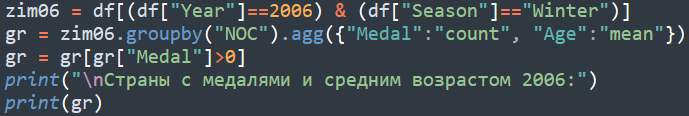 zim06 = df[(df["Year"]==2006) & (df["Season"]=="Winter")]
gr = zim06.groupby("NOC").agg({"Medal":"count", "Age":"mean"})
gr = gr[gr["Medal"]>0]
print("\nСтраны с медалями и средним возрастом 2006:")
print(gr)